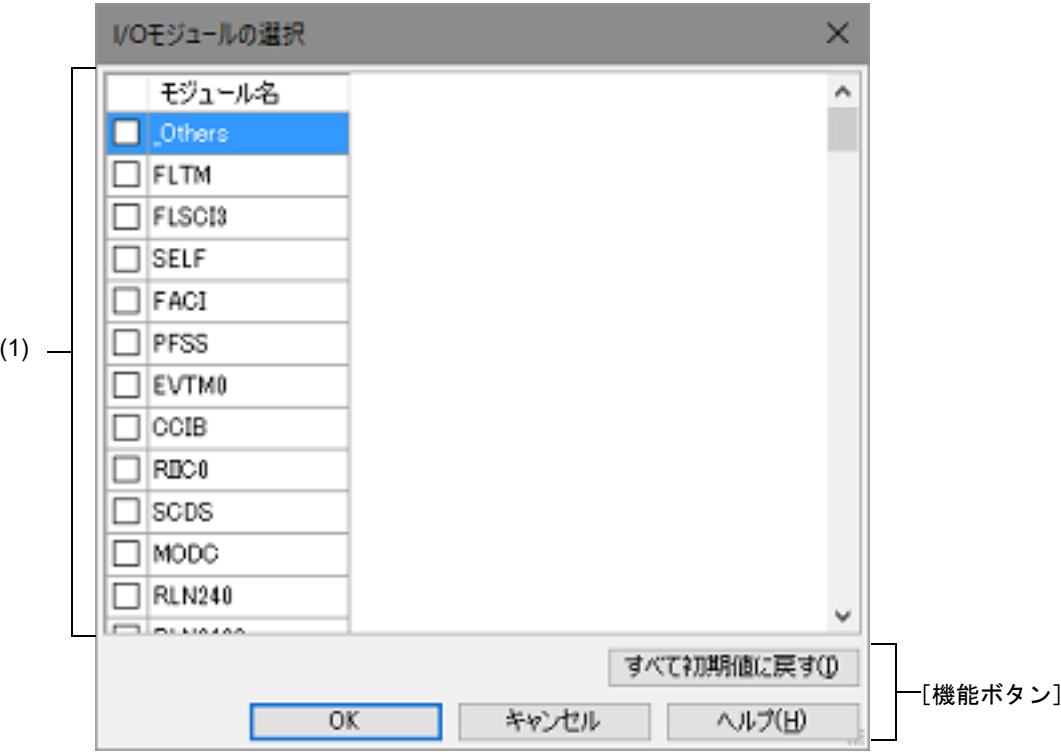 I/Oモジュールの選択
モジュール名
_Others
FLTM
FLSCI3
SELF
FACI
PFSS
EVTM0
CCIB
RIIC0
SCDS
MODC
RLN240
(1)
すべて初期値に戻す(I)
[機能ボタン]
OK キャンセル ヘルプ(H)